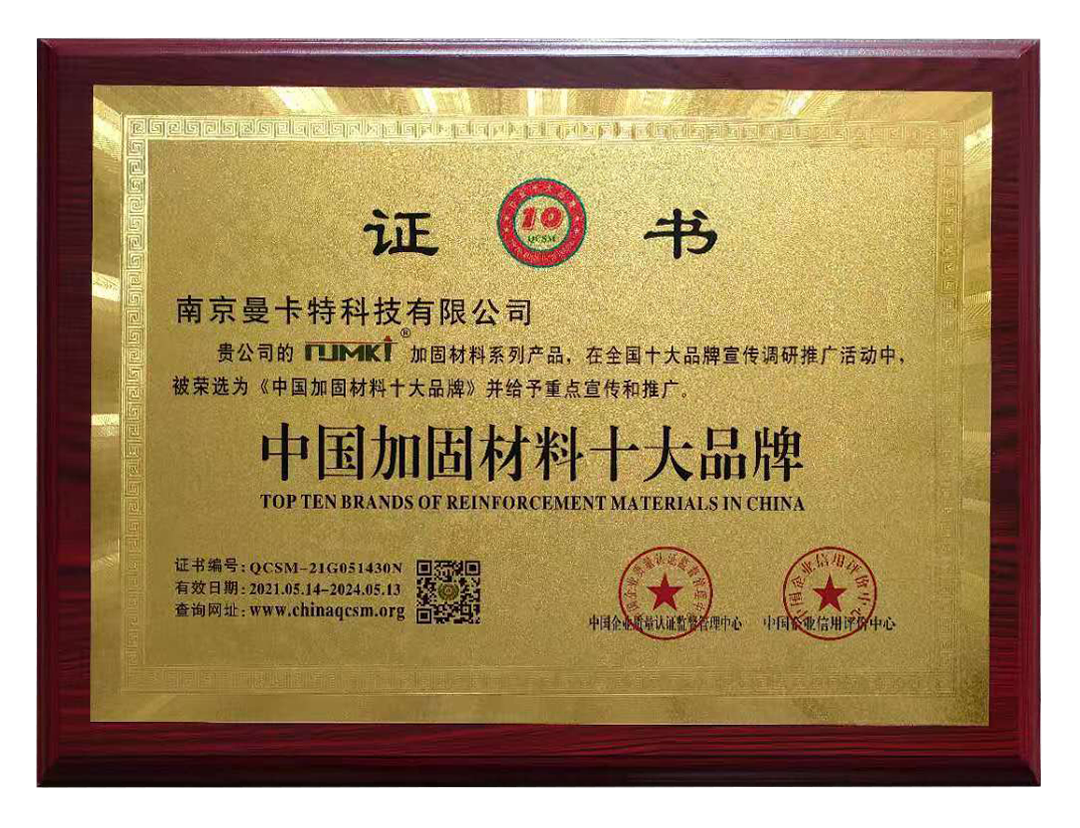 证 书
10
QCSM
南京曼卡特科技有限公司
贵公司的 NJMKT® 加固材料系列产品，在全国十大品牌宣传调研推广活动中，
被荣选为《中国加固材料十大品牌》并给予重点宣传和推广。
中国加固材料十大品牌
TOP TEN BRANDS OF REINFORCEMENT MATERIALS IN CHINA
证书编号：QCSM-21G051430N
有效日期：2021.05.14-2024.05.13
查询网址：www.chinaqcsm.org
中国企业质量认证监督管理中心
中国企业信用评价中心